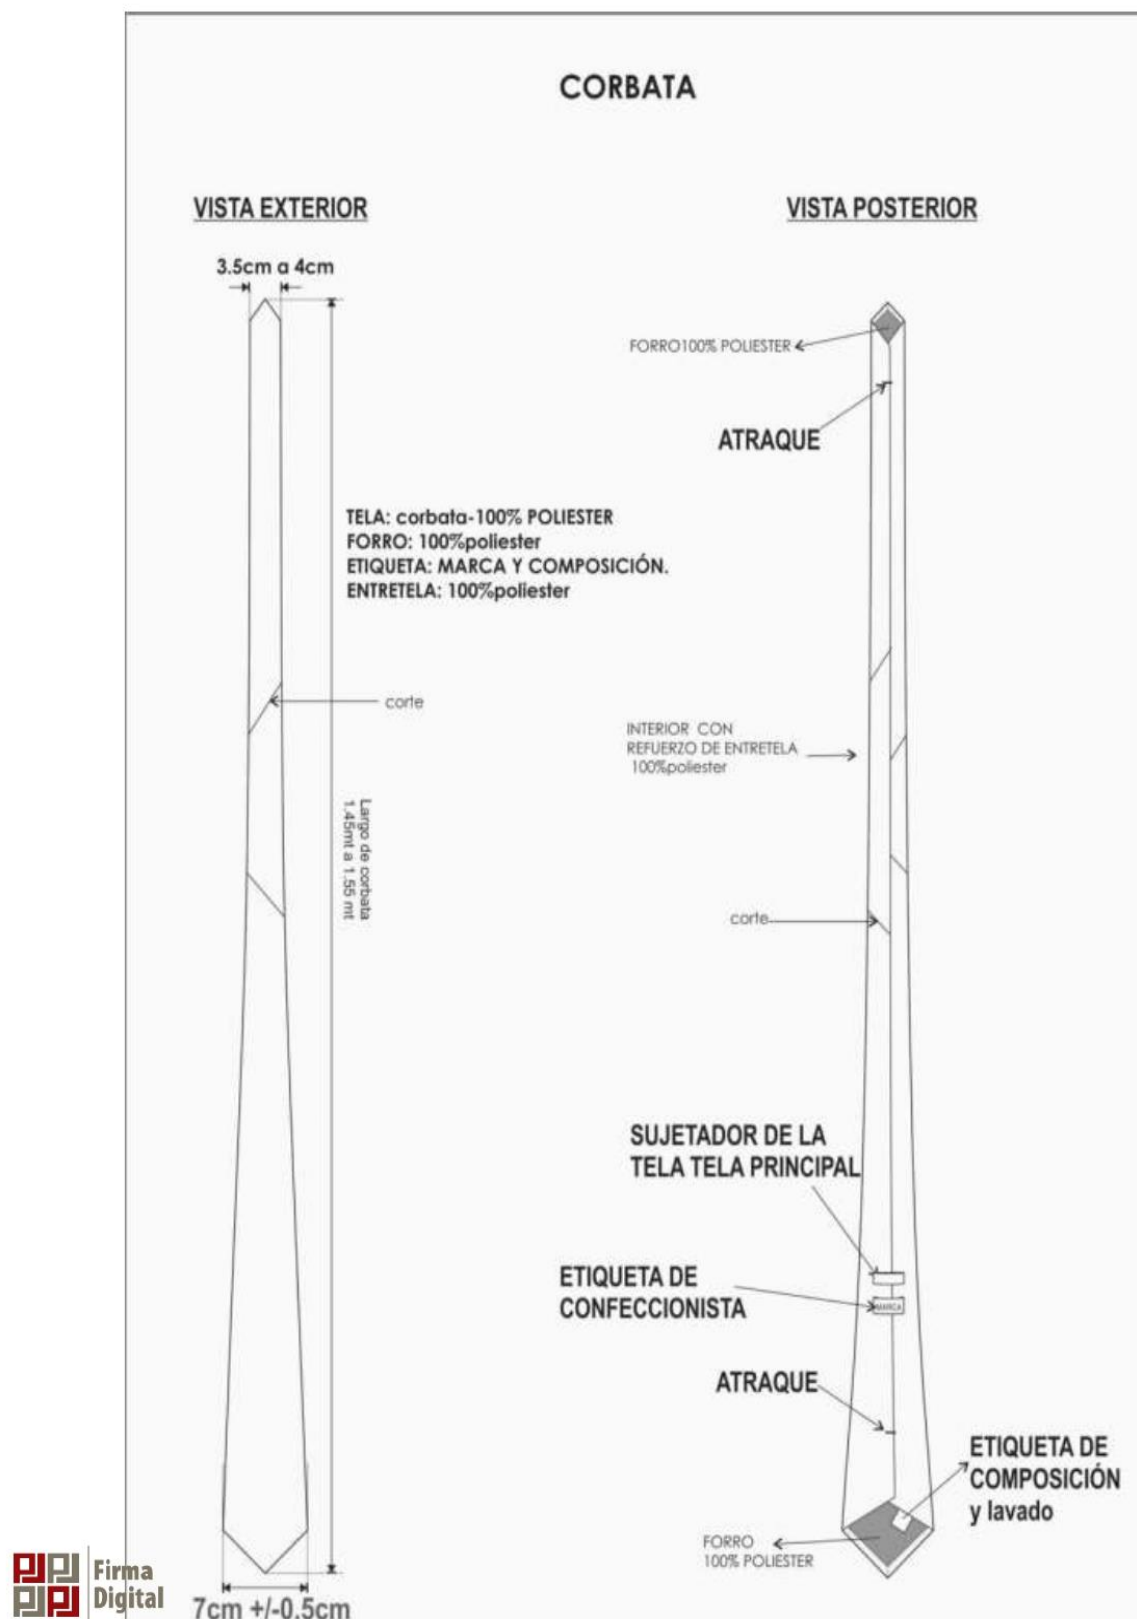 CORBATA
VISTA EXTERIOR
3.5cm a 4cm
TELA: corbata-100% POLIESTER
FORRO: 100%poliester
ETIQUETA: MARCA Y COMPOSICIÓN.
ENTRETELA: 100%poliester
corte
Largo de corbata
1.45mt a 1.55 mt
7cm +/-0.5cm
VISTA POSTERIOR
FORRO100% POLIESTER
ATRAQUE
INTERIOR CON
REFUERZO DE ENTRETELA
100%poliester
corte
SUJETADOR DE LA
TELA TELA PRINCIPAL
ETIQUETA DE
CONFECCIONISTA
MARCA
ATRAQUE
ETIQUETA DE
COMPOSICIÓN
y lavado
FORRO
100% POLIESTER
Firma
Digital